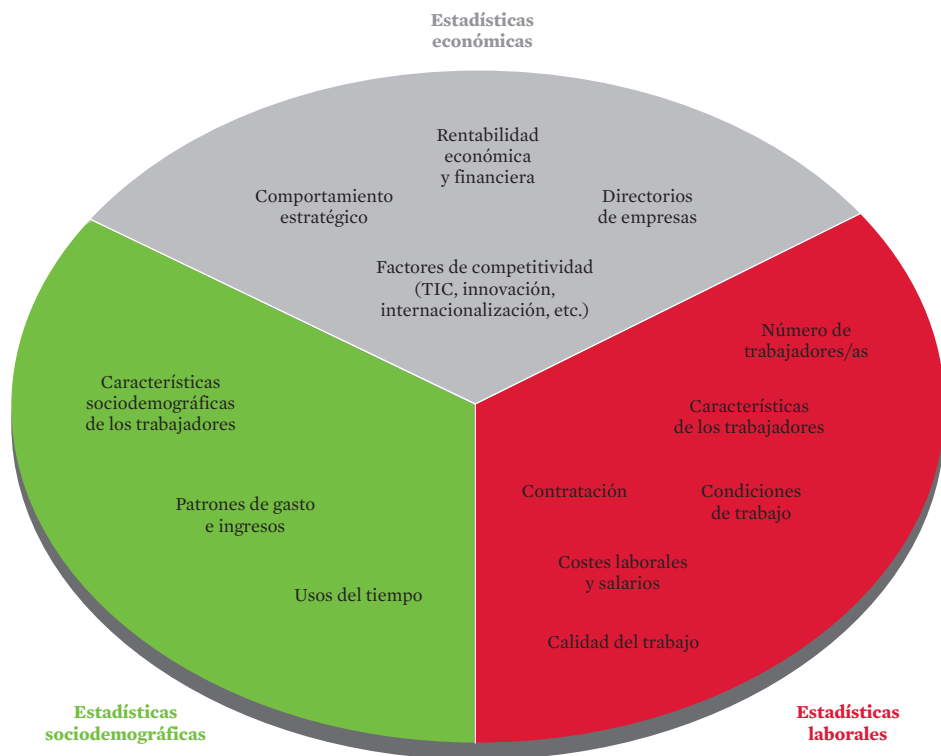 Estadísticas
económicas
Rentabilidad
económica
y financiera
Comportamiento
estratégico
Directorios
de empresas
Factores de competitividad
(TIC, innovación,
internacionalización, etc.)
Número de
trabajadores/as
Características
sociodemográficas
de los trabajadores
Características
de los trabajadores
Contratación
Condiciones
de trabajo
Patrones de gasto
e ingresos
Costes laborales
y salarios
Usos del tiempo
Calidad del trabajo
Estadísticas
sociodemográficas
Estadísticas
laborales